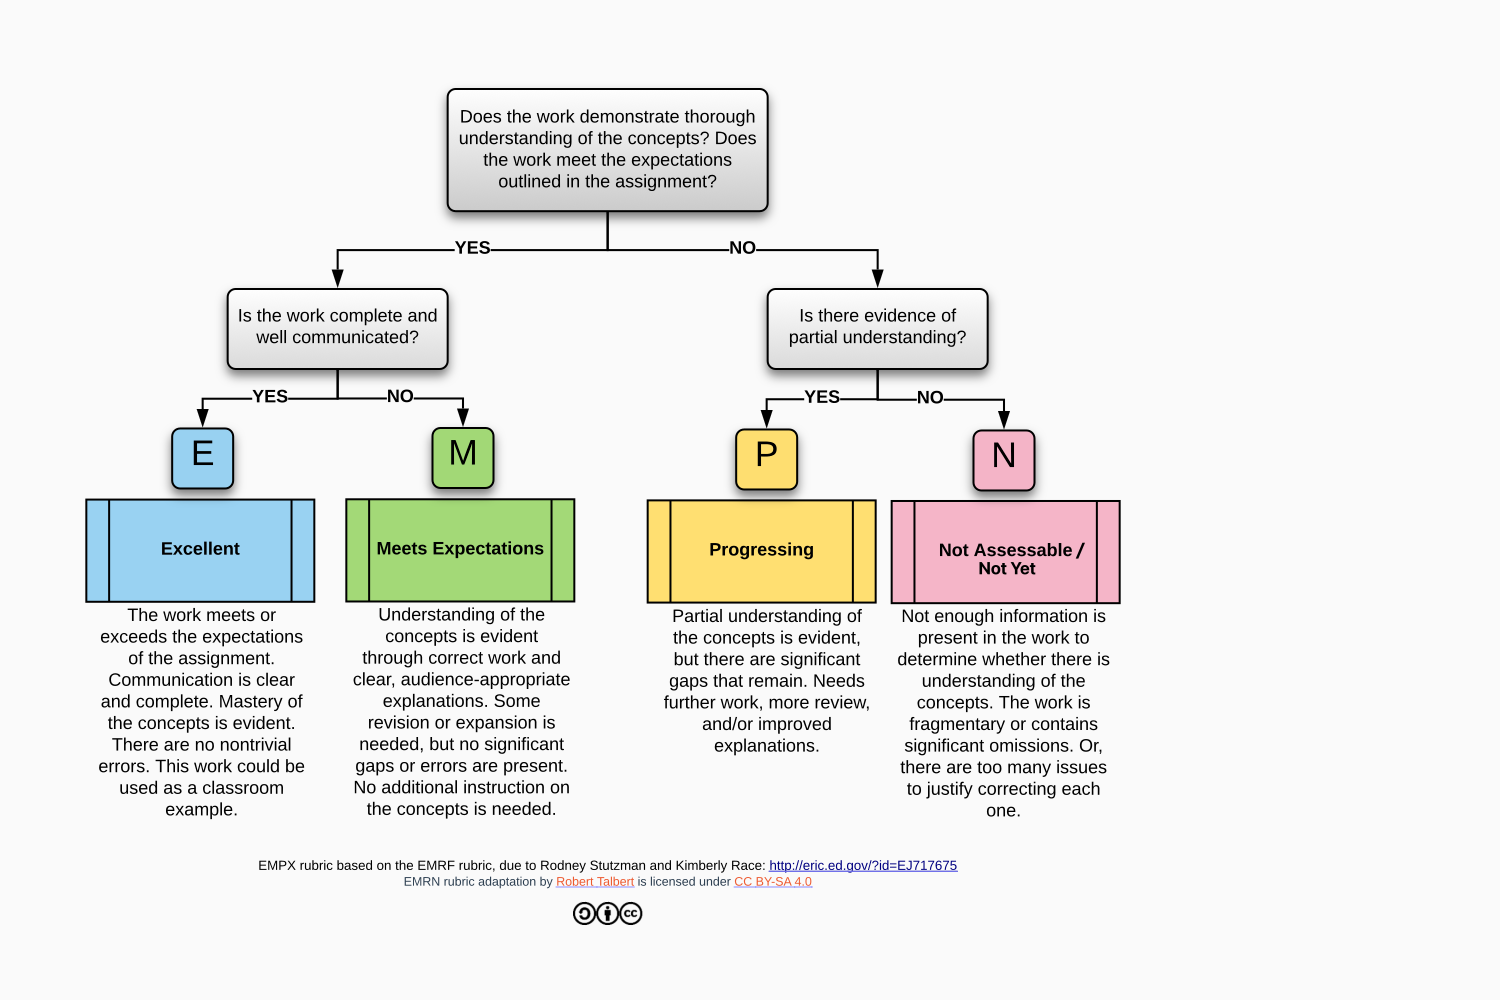 Does the work demonstrate thorough
understanding of the concepts? Does
the work meet the expectations
outlined in the assignment?
YES
NO
Is the work complete and
well communicated?
Is there evidence of
partial understanding?
YES
NO
YES
NO
E
M
P
N
Excellent
Meets Expectations
Progressing
Not Assessable /
Not Yet
The work meets or
exceeds the expectations
of the assignment.
Communication is clear
and complete. Mastery of
the concepts is evident.
There are no nontrivial
errors. This work could be
used as a classroom
example.
Understanding of the
concepts is evident
through correct work and
clear, audience-appropriate
explanations. Some
revision or expansion is
needed, but no significant
gaps or errors are present.
No additional instruction on
the concepts is needed.
Partial understanding of
the concepts is evident,
but there are significant
gaps that remain. Needs
further work, more review,
and/or improved
explanations.
Not enough information is
present in the work to
determine whether there is
understanding of the
concepts. The work is
fragmentary or contains
significant omissions. Or,
there are too many issues
to justify correcting each
one.
EMPX rubric based on the EMRF rubric, due to Rodney Stutzman and Kimberly Race: http://eric.ed.gov/?id=EJ717675
EMRN rubric adaptation by Robert Talbert is licensed under CC BY-SA 4.0
cc